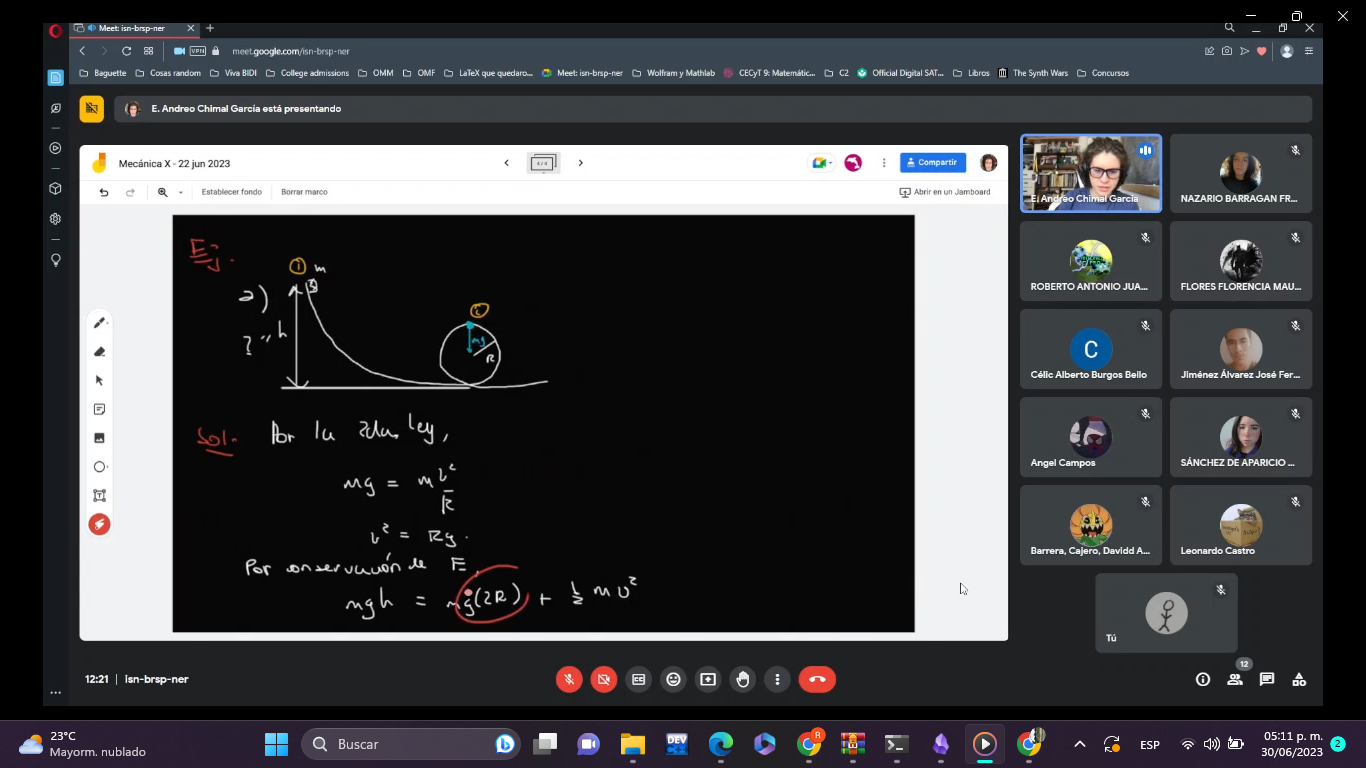 Meet: isn-brsp-ner
meet.google.com/isn-brsp-ner
VPN
Baguette
Cosas random
Viva BIDI
College admissions
OMM
OMF
LaTeX que quedaro...
Meet: isn-brsp-ner
Wolfram y Mathlab
CECyT 9: Matemátic...
C2
Official Digital SAT...
Libros
The Synth Wars
Concursos
E. Andreo Chimal García está presentando
Mecánica X - 22 jun 2023
4/4
Compartir
Establecer fondo
Borrar marco
Abrir en un Jamboard
Ej.
1 m
a)
? h
2
mg
R
Sol. Por la 2da. ley,
mg = m v²/R
v² = Rg.
Por conservación de E,
mgh = mg(2R) + ½ m v²
E. Andreo Chimal García
NAZARIO BARRAGAN FR...
ROBERTO ANTONIO JUA...
FLORES FLORENCIA MAU...
C
Célic Alberto Burgos Bello
Jiménez Álvarez José Fer...
Angel Campos
SÁNCHEZ DE APARICIO ...
Barrera, Cajero, Davidd A...
Leonardo Castro
Tú
12:21 | isn-brsp-ner
12
23°C
Mayorm. nublado
Buscar
DEV
R
ESP
05:11 p. m.
30/06/2023
2